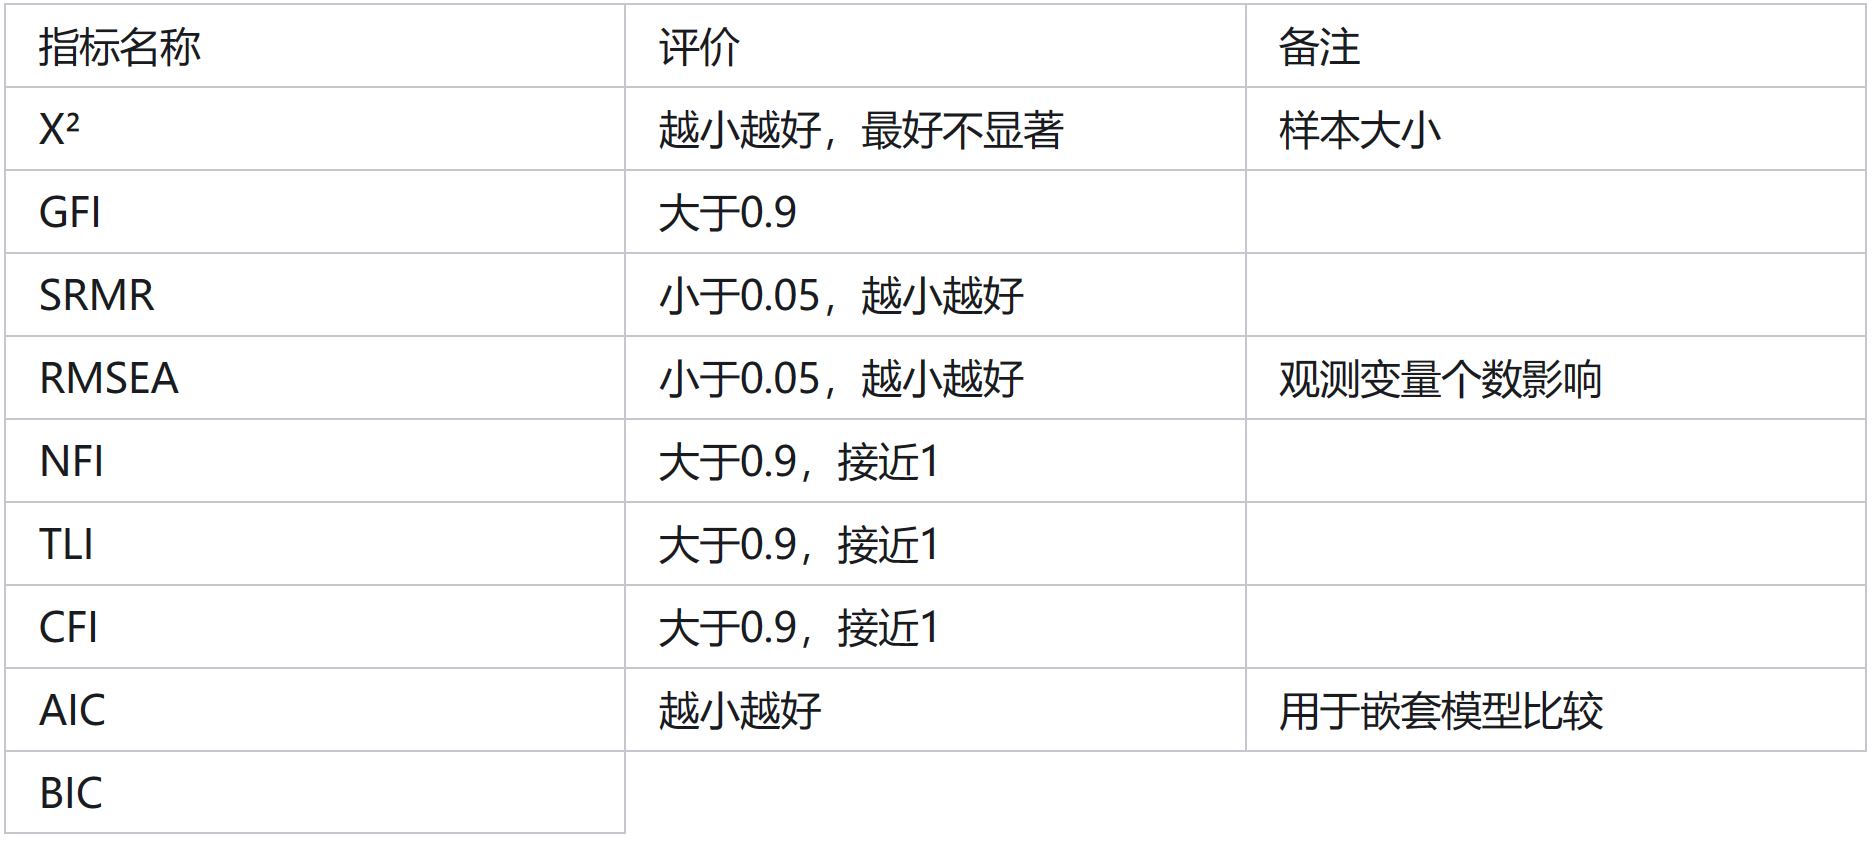 指标名称 评价 备注
X² 越小越好，最好不显著 样本大小
GFI 大于0.9
SRMR 小于0.05，越小越好
RMSEA 小于0.05，越小越好 观测变量个数影响
NFI 大于0.9，接近1
TLI 大于0.9，接近1
CFI 大于0.9，接近1
AIC 越小越好 用于嵌套模型比较
BIC